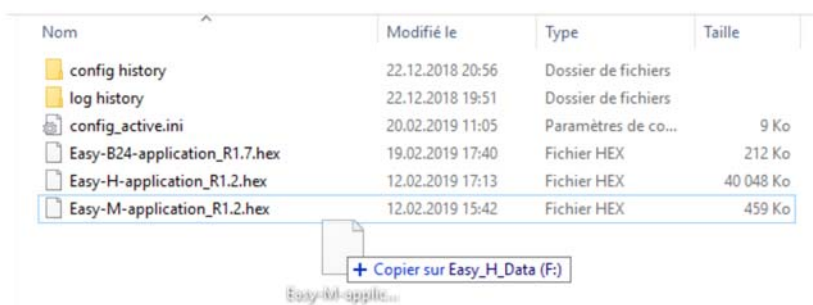 Nom Modifié le Type Taille
config history 22.12.2018 20:56 Dossier de fichiers
log history 22.12.2018 19:51 Dossier de fichiers
config_active.ini 20.02.2019 11:05 Paramètres de co... 9 Ko
Easy-B24-application_R1.7.hex 19.02.2019 17:40 Fichier HEX 212 Ko
Easy-H-application_R1.2.hex 12.02.2019 17:13 Fichier HEX 40 048 Ko
Easy-M-application_R1.2.hex 12.02.2019 15:42 Fichier HEX 459 Ko
+ Copier sur Easy_H_Data (F:)
Easy-M-applic...